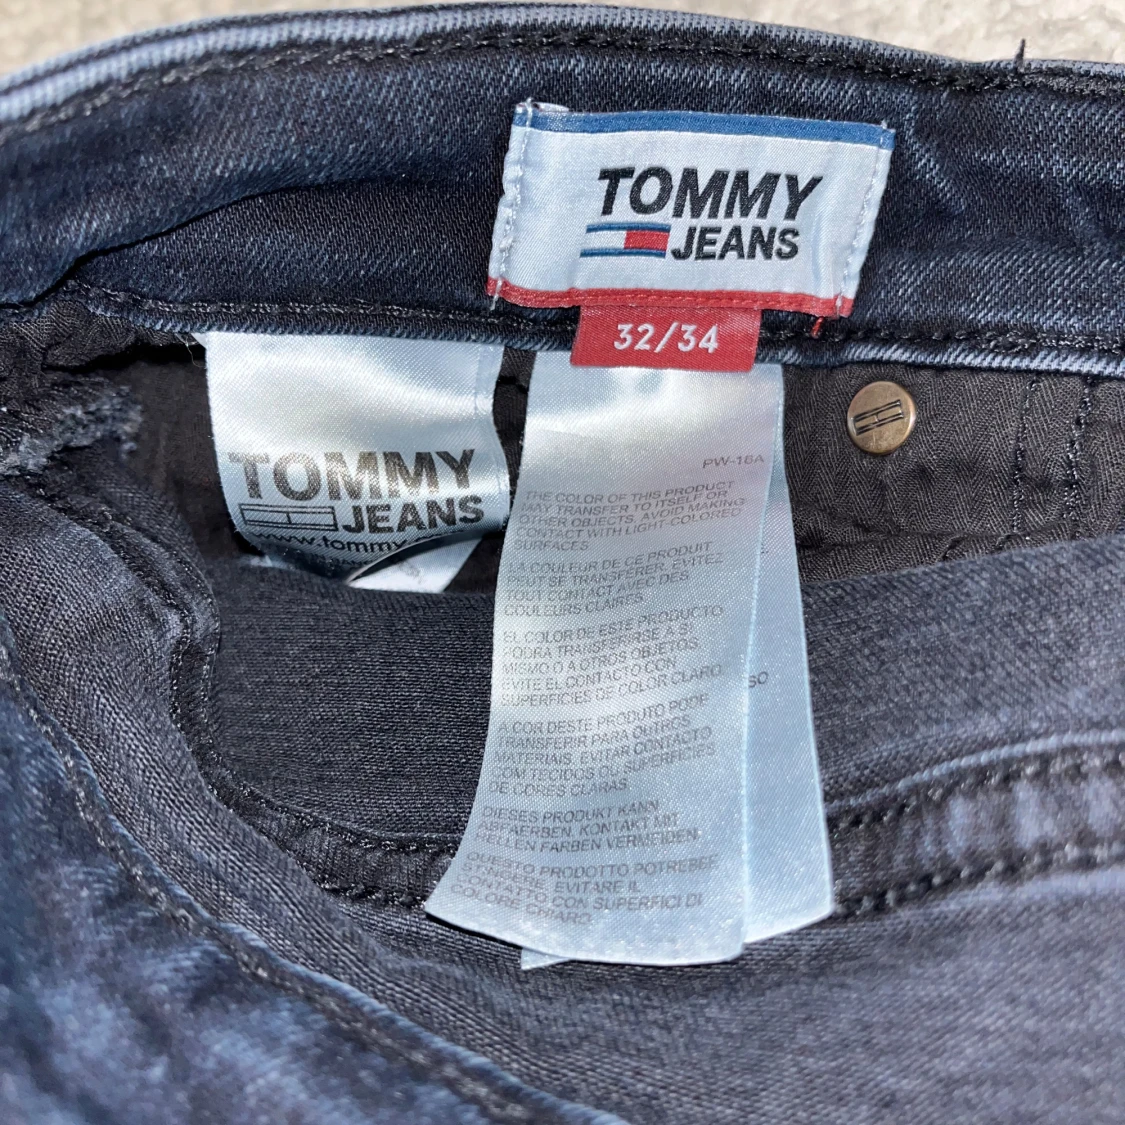 TOMMY
JEANS
32/34
TOMMY
JEANS
www.tommy.
PW-16A
THE COLOR OF THIS PRODUCT
MAY TRANSFER TO ITSELF OR
OTHER OBJECTS. AVOID MAKING
CONTACT WITH LIGHT-COLORED
SURFACES.
LA COULEUR DE CE PRODUIT
PEUT SE TRANSFÉRER. ÉVITEZ
TOUT CONTACT AVEC DES
COULEURS CLAIRES.
EL COLOR DE ESTE PRODUCTO
PODRA TRANSFERIRSE A SI
MISMO O A OTROS OBJETOS.
EVITE EL CONTACTO CON
SUPERFICIES DE COLOR CLARO.
A COR DESTE PRODUTO PODE
TRANSFERIR PARA OUTROS
MATERIAIS. EVITAR CONTACTO
COM TECIDOS OU SUPERFICIES
DE CORES CLARAS.
DIESES PRODUKT KANN
ABFAERBEN. KONTAKT MIT
HELLEN FARBEN VERMEIDEN.
QUESTO PRODOTTO POTREBBE
STINGERE. EVITARE IL
CONTATTO CON SUPERFICI DI
COLORE CHIARO.